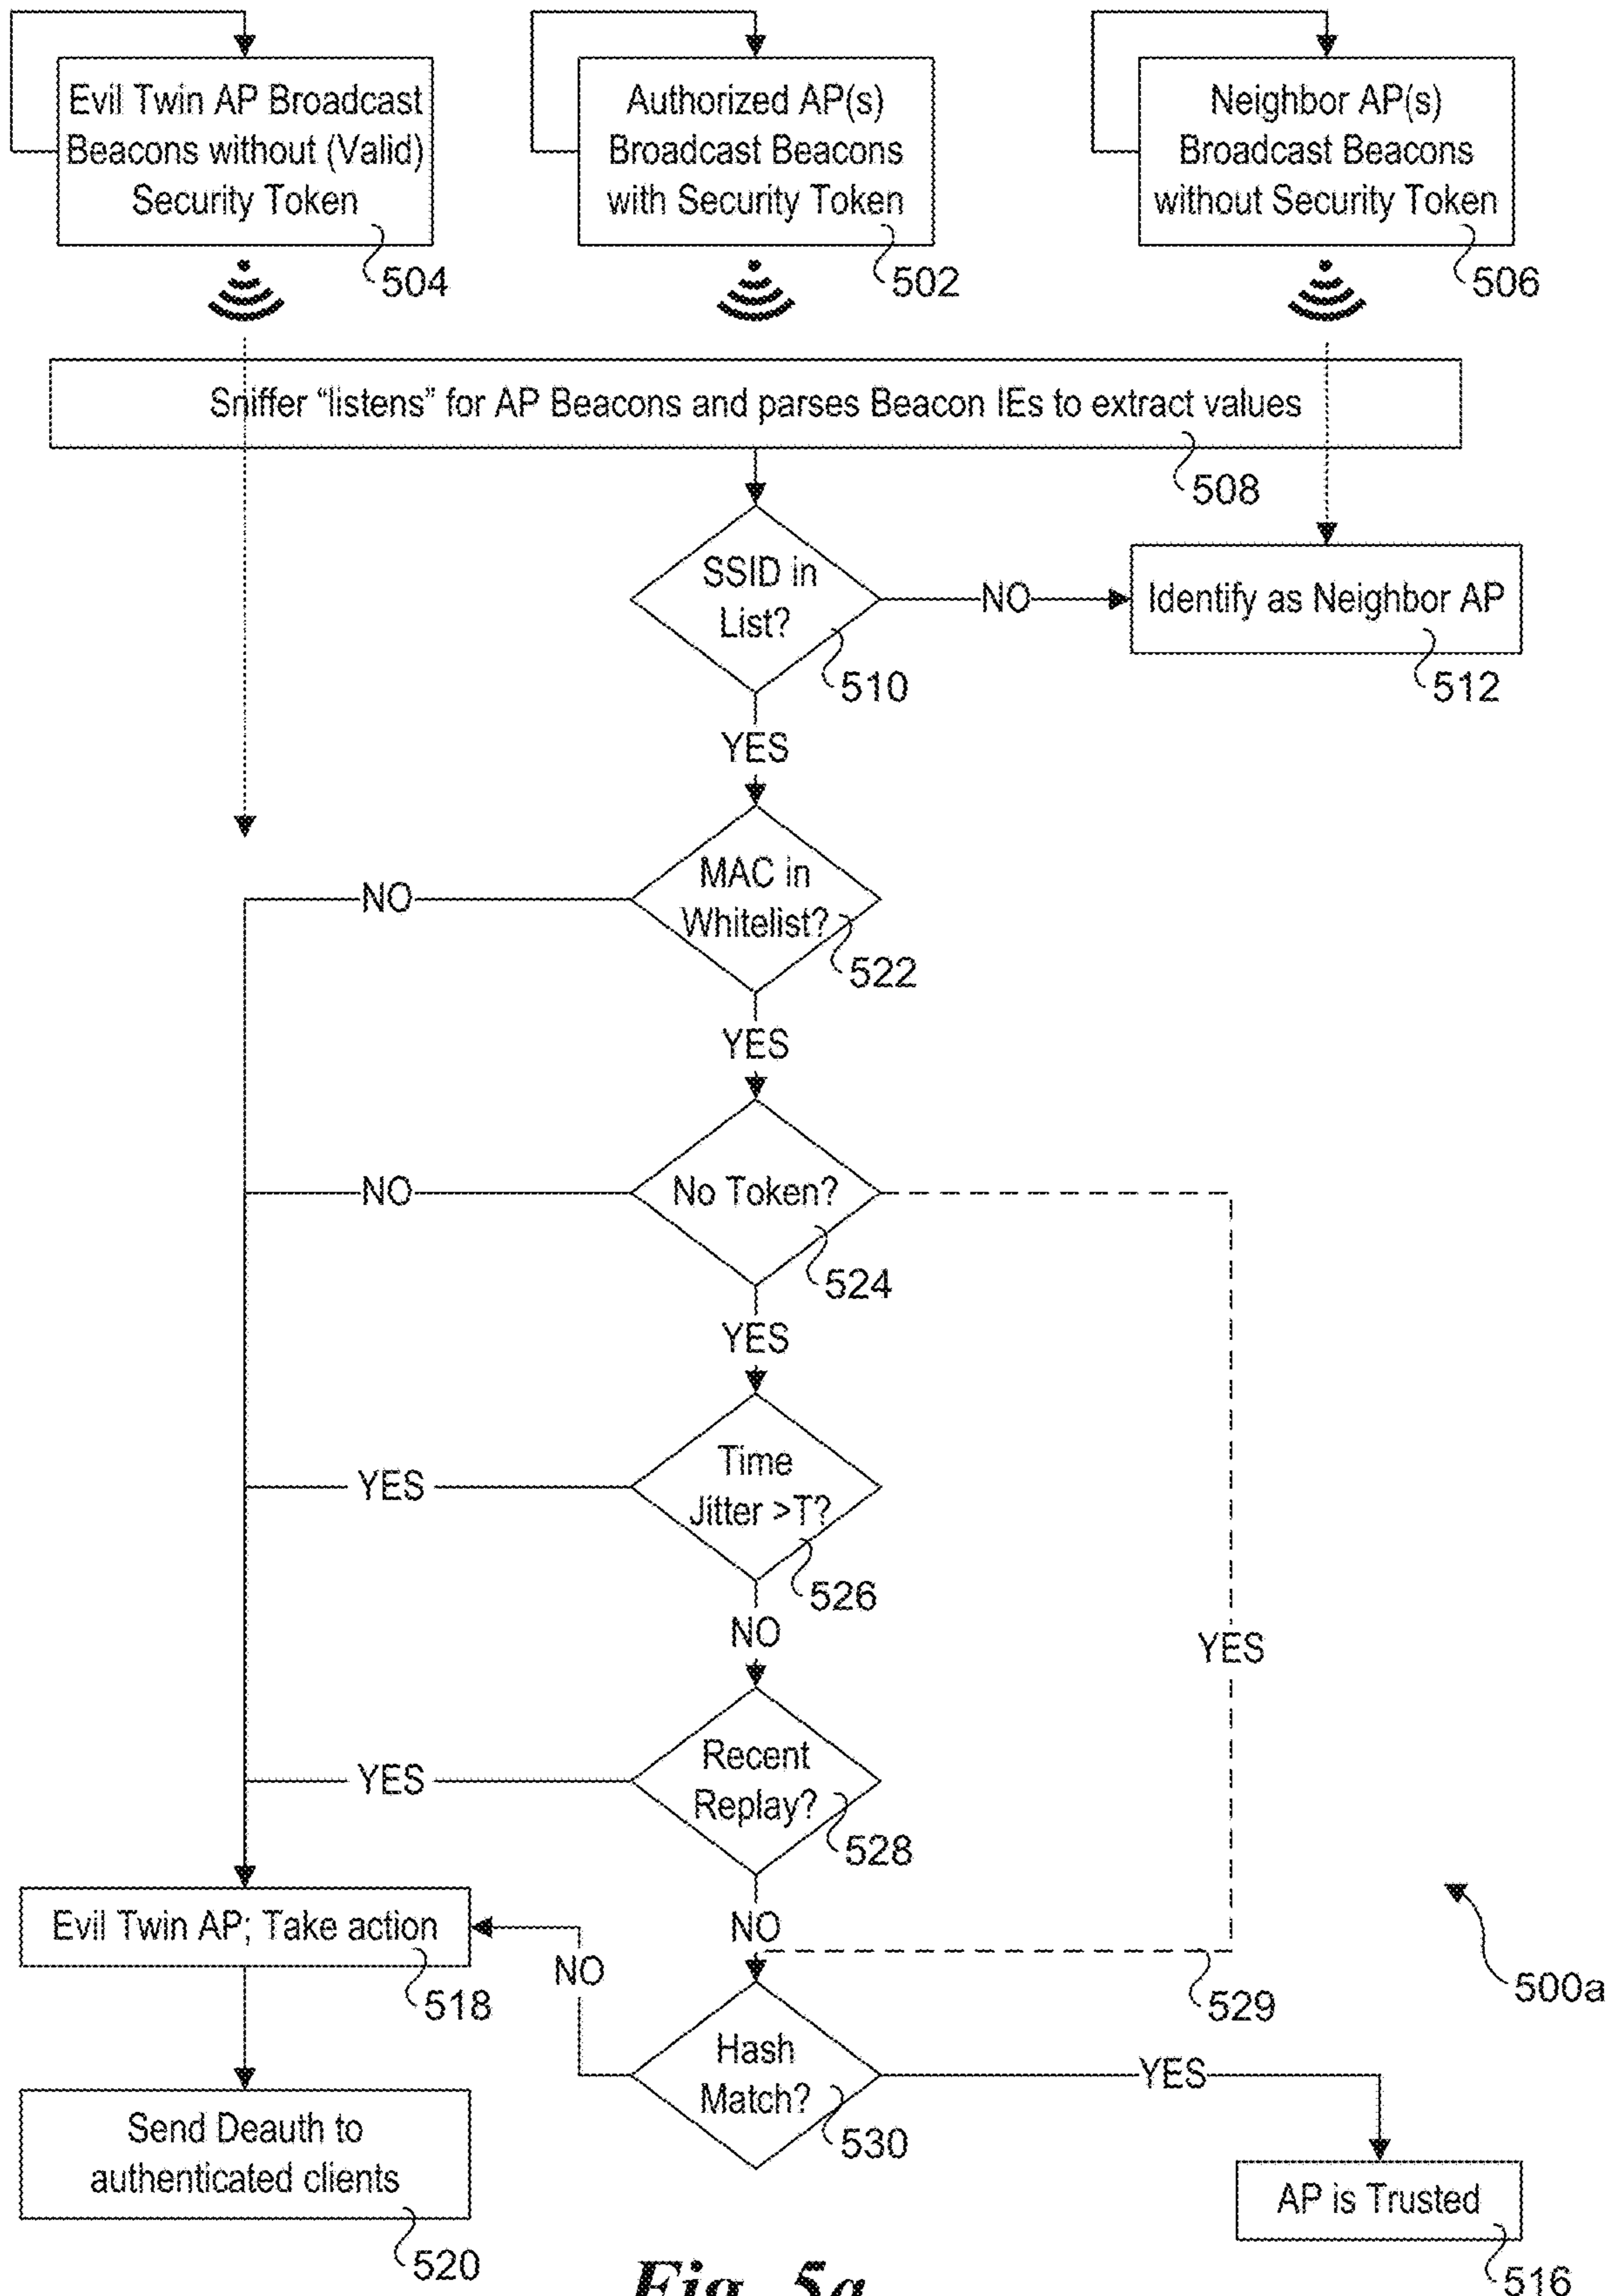 Evil Twin AP Broadcast
Beacons without (Valid)
Security Token
504
Authorized AP(s)
Broadcast Beacons
with Security Token
502
Neighbor AP(s)
Broadcast Beacons
without Security Token
506
Sniffer “listens” for AP Beacons and parses Beacon IEs to extract values
508
SSID in
List?
510
NO
Identify as Neighbor AP
512
YES
MAC in
Whitelist?
522
NO
YES
No Token?
524
NO
YES
Time
Jitter >T?
526
YES
NO
YES
Recent
Replay?
528
YES
NO
Evil Twin AP; Take action
518
NO
529
500a
Hash
Match?
530
YES
Send Deauth to
authenticated clients
520
AP is Trusted
516
Fig. 5a